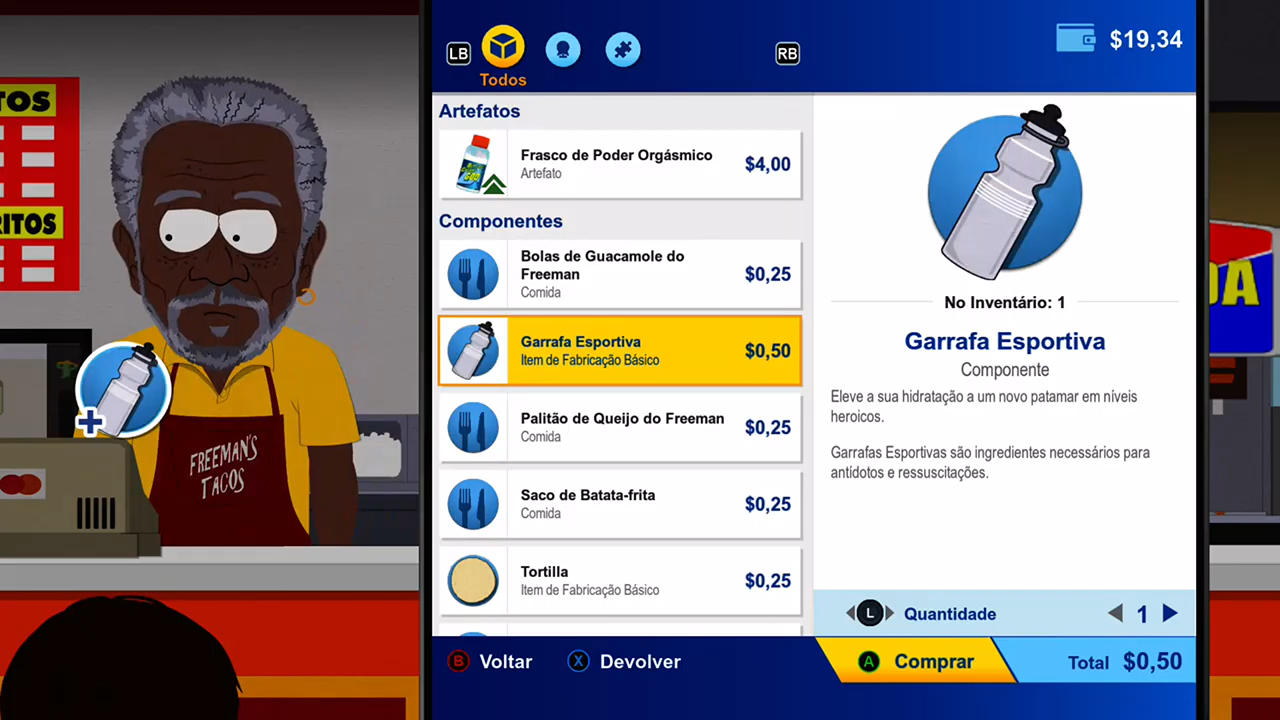 LB
Todos
RB
$19,34
Artefatos
Frasco de Poder Orgásmico
Artefato
$4,00
Componentes
Bolas de Guacamole do
Freeman
Comida
$0,25
Garrafa Esportiva
Item de Fabricação Básico
$0,50
Palitão de Queijo do Freeman
Comida
$0,25
Saco de Batata-frita
Comida
$0,25
Tortilla
Item de Fabricação Básico
$0,25
No Inventário: 1
Garrafa Esportiva
Componente
Eleve a sua hidratação a um novo patamar em níveis
heroicos.
Garrafas Esportivas são ingredientes necessários para
antídotos e ressuscitações.
L
Quantidade
1
B
Voltar
X
Devolver
A
Comprar
Total
$0,50
TOS
RITOS
FREEMAN'S
TACOS
DA